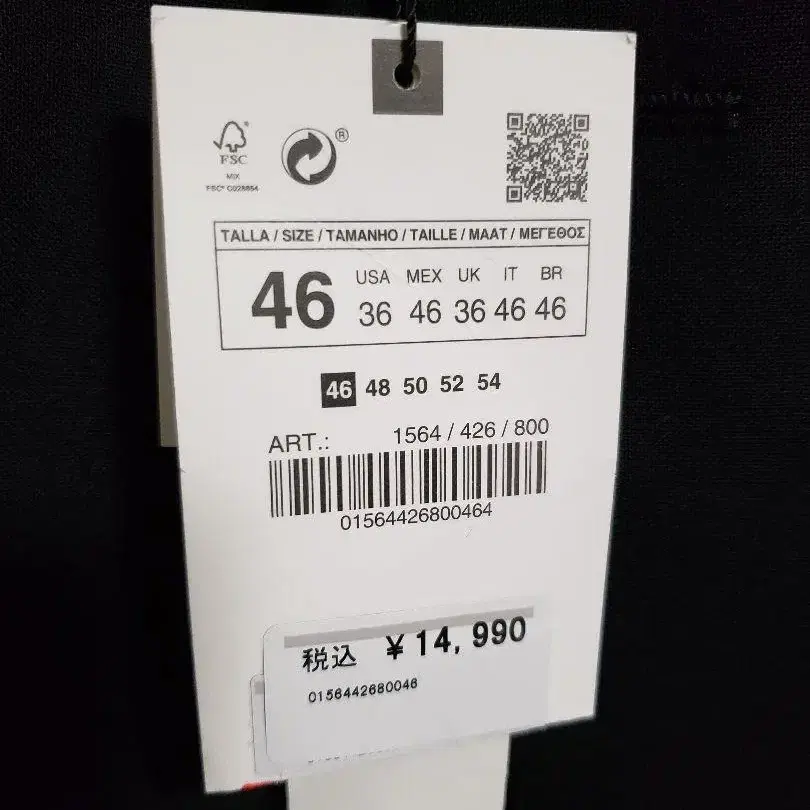 FSC®
MIX
FSC® C028864
®
TALLA / SIZE / TAMANHO / TAILLE / MAAT / ΜΕΓΕΘΟΣ
46
USA MEX UK IT BR
36 46 36 46 46
46 48 50 52 54
ART.: 1564 / 426 / 800
01564426800464
税込 ¥14,990
0156442680046